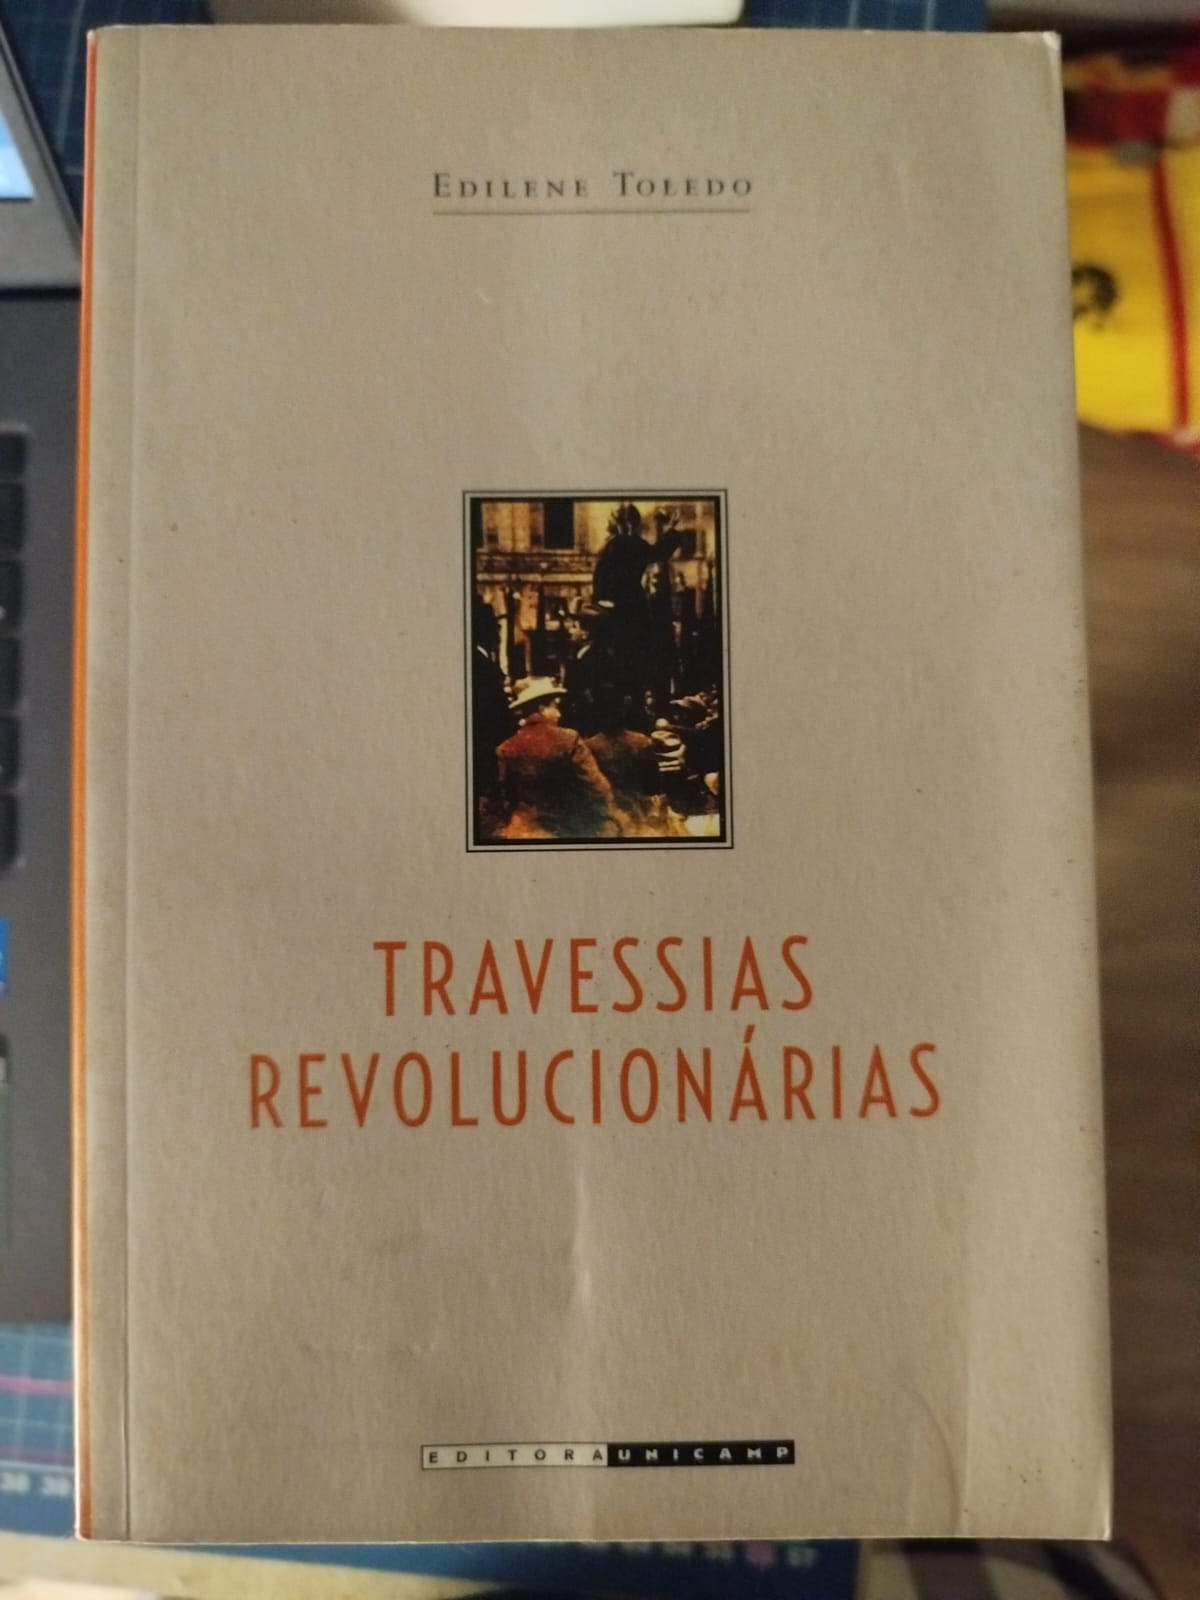 EDILENE TOLEDO
TRAVESSIAS
REVOLUCIONÁRIAS
EDITORA UNICAMP